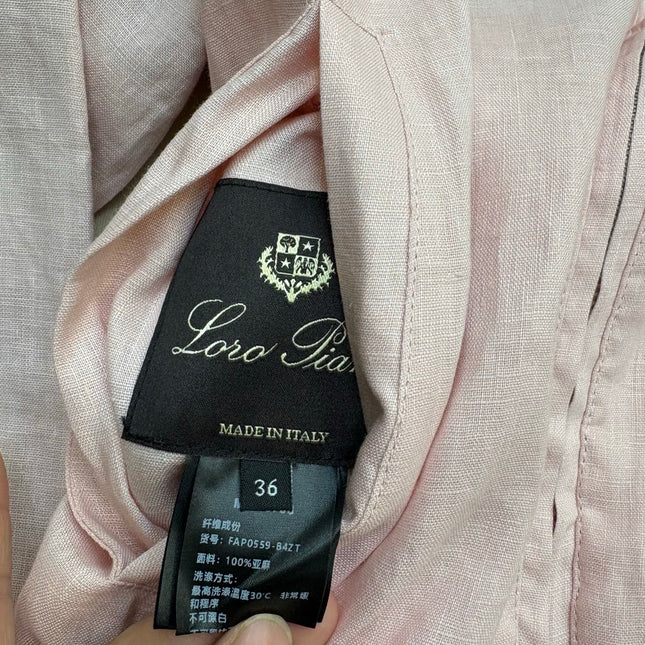 Loro Pia
MADE IN ITALY
36
纤维成份
货号: FAP0559-84ZT
面料: 100%亚麻
洗涤方式:
最高洗涤温度30℃ 非常缓
和程序
不可漂白